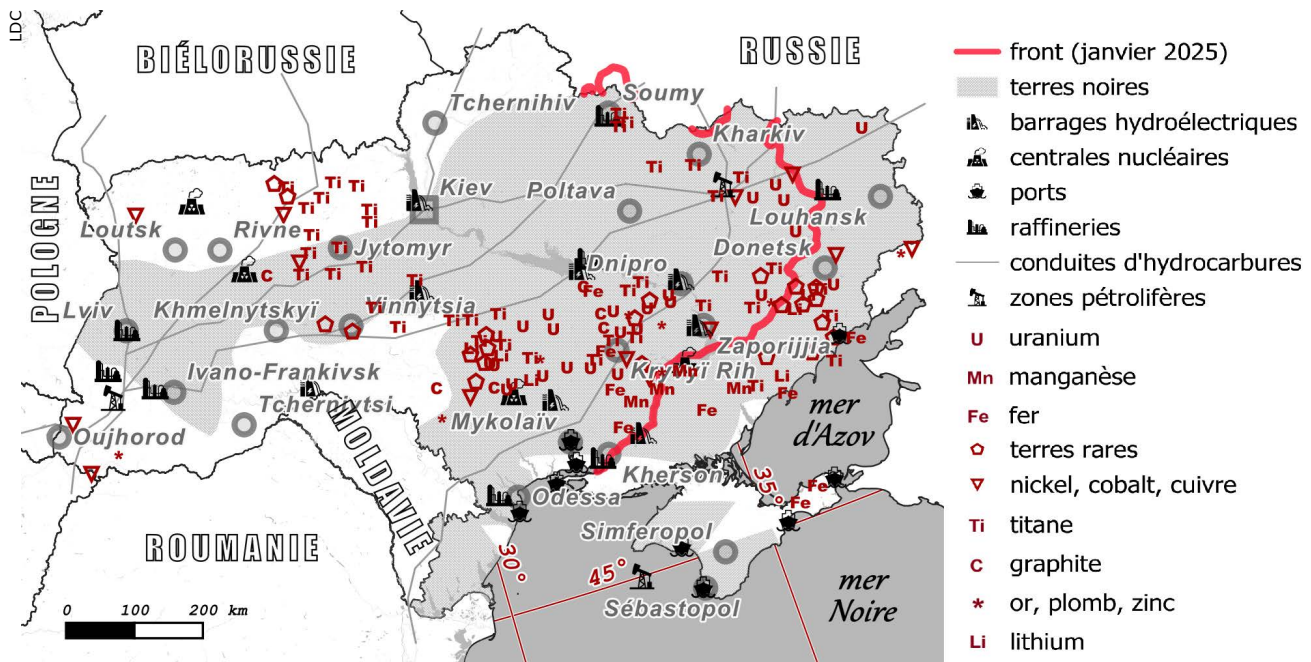 LDC
BIÉLORUSSIE
RUSSIE
POLOGNE
MOLDAVIE
ROUMANIE
mer
d'Azov
mer
Noire
Tchernihiv
Soumy
Kharkiv
Kiev
Poltava
Loutsk
Rivne
Jytomyr
Louhansk
Donetsk
Dnipro
Lviv
Khmelnytskyï
Vinnytsia
Zaporijjia
Ivano-Frankivsk
Kryvyï Rih
Tchernivtsi
Mykolaïv
Oujhorod
Kherson
Odessa
Simferopol
Sébastopol
30°
45°
35°
0 100 200 km
front (janvier 2025)
terres noires
barrages hydroélectriques
centrales nucléaires
ports
raffineries
conduites d'hydrocarbures
zones pétrolifères
U uranium
Mn manganèse
Fe fer
terres rares
nickel, cobalt, cuivre
Ti titane
C graphite
* or, plomb, zinc
Li lithium